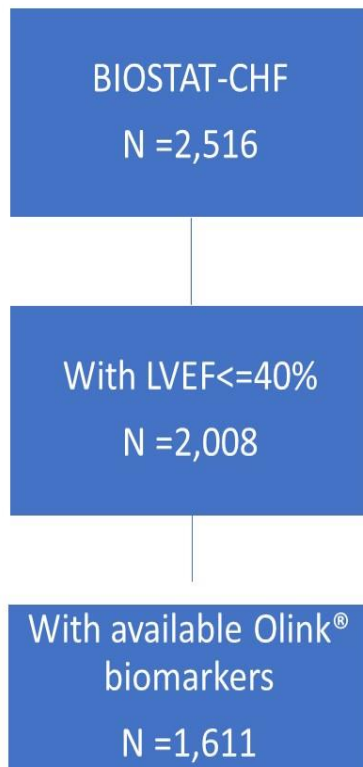 BIOSTAT-CHF
N =2,516
With LVEF<=40%
N =2,008
With available Olink®
biomarkers
N =1,611